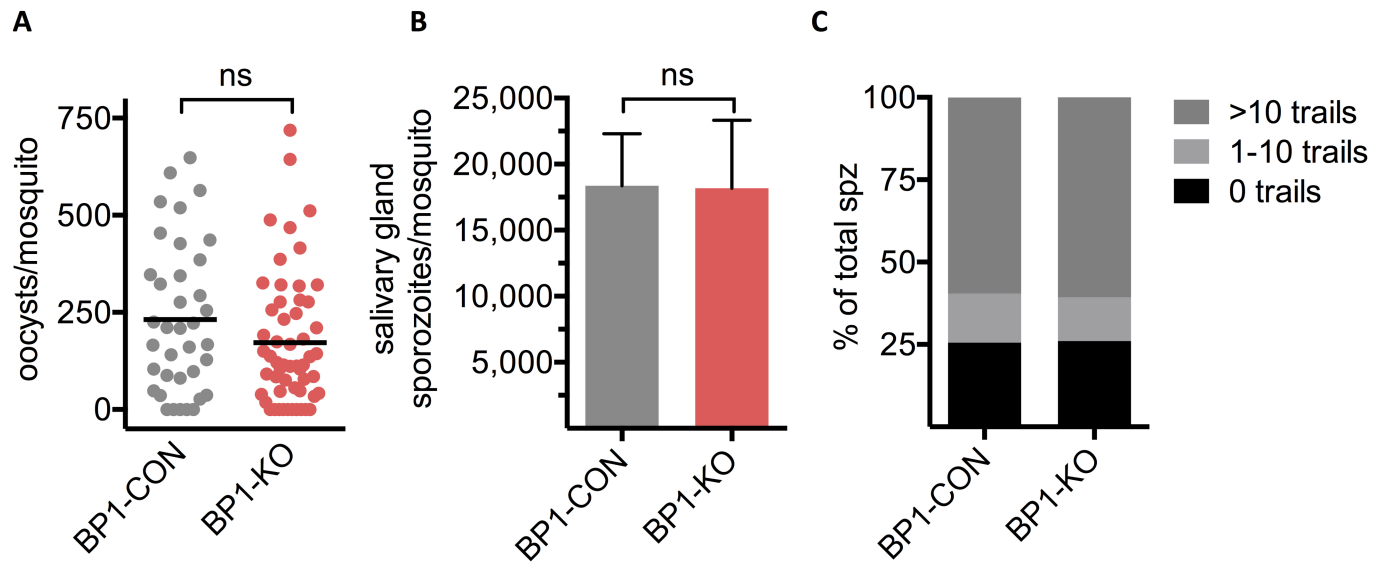 A
ns
750
500
250
0
oocysts/mosquito
BP1-CON
BP1-KO
B
ns
25,000
20,000
15,000
10,000
5,000
salivary gland
sporozoites/mosquito
BP1-CON
BP1-KO
C
100
75
50
25
% of total spz
BP1-CON
BP1-KO
>10 trails
1-10 trails
0 trails